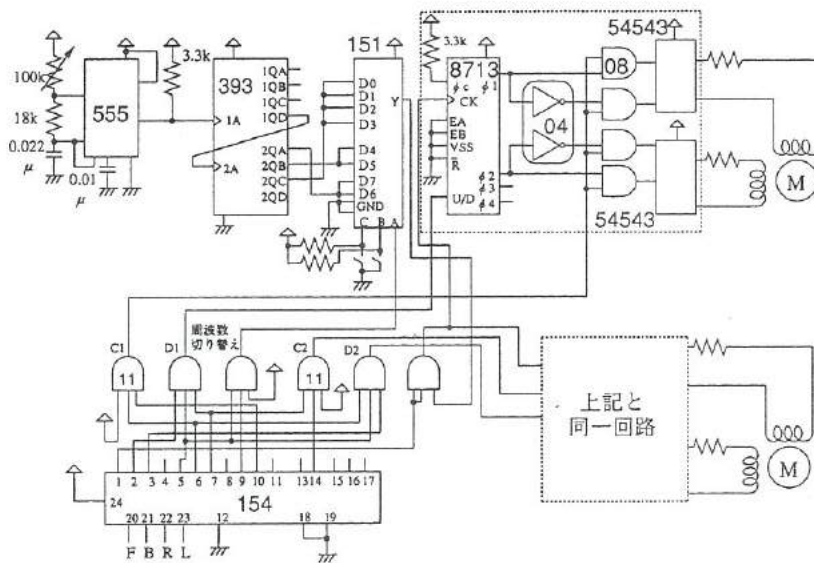 54543
151
3.3k
8713
08
φc φ1
CK
100k
3.3k
393
1QA
1QB
1QC
1QD
1A
2A
2QA
2QB
2QC
2QD
555
18k
0.022
μ
0.01
μ
D0
D1
D2
D3
Y
D4
D5
D7
D6
GND
C B A
04
EA
EB
VSS
R
φ2
φ3
U/D
φ4
54543
M
周波数
切り替え
C1
D1
C2
D2
11
11
上記と
同一回路
M
1 2 3 4 5 6 7 8 9 10 11 13 14 15 16 17
24
154
20 21 22 23 12 18 19
F B R L